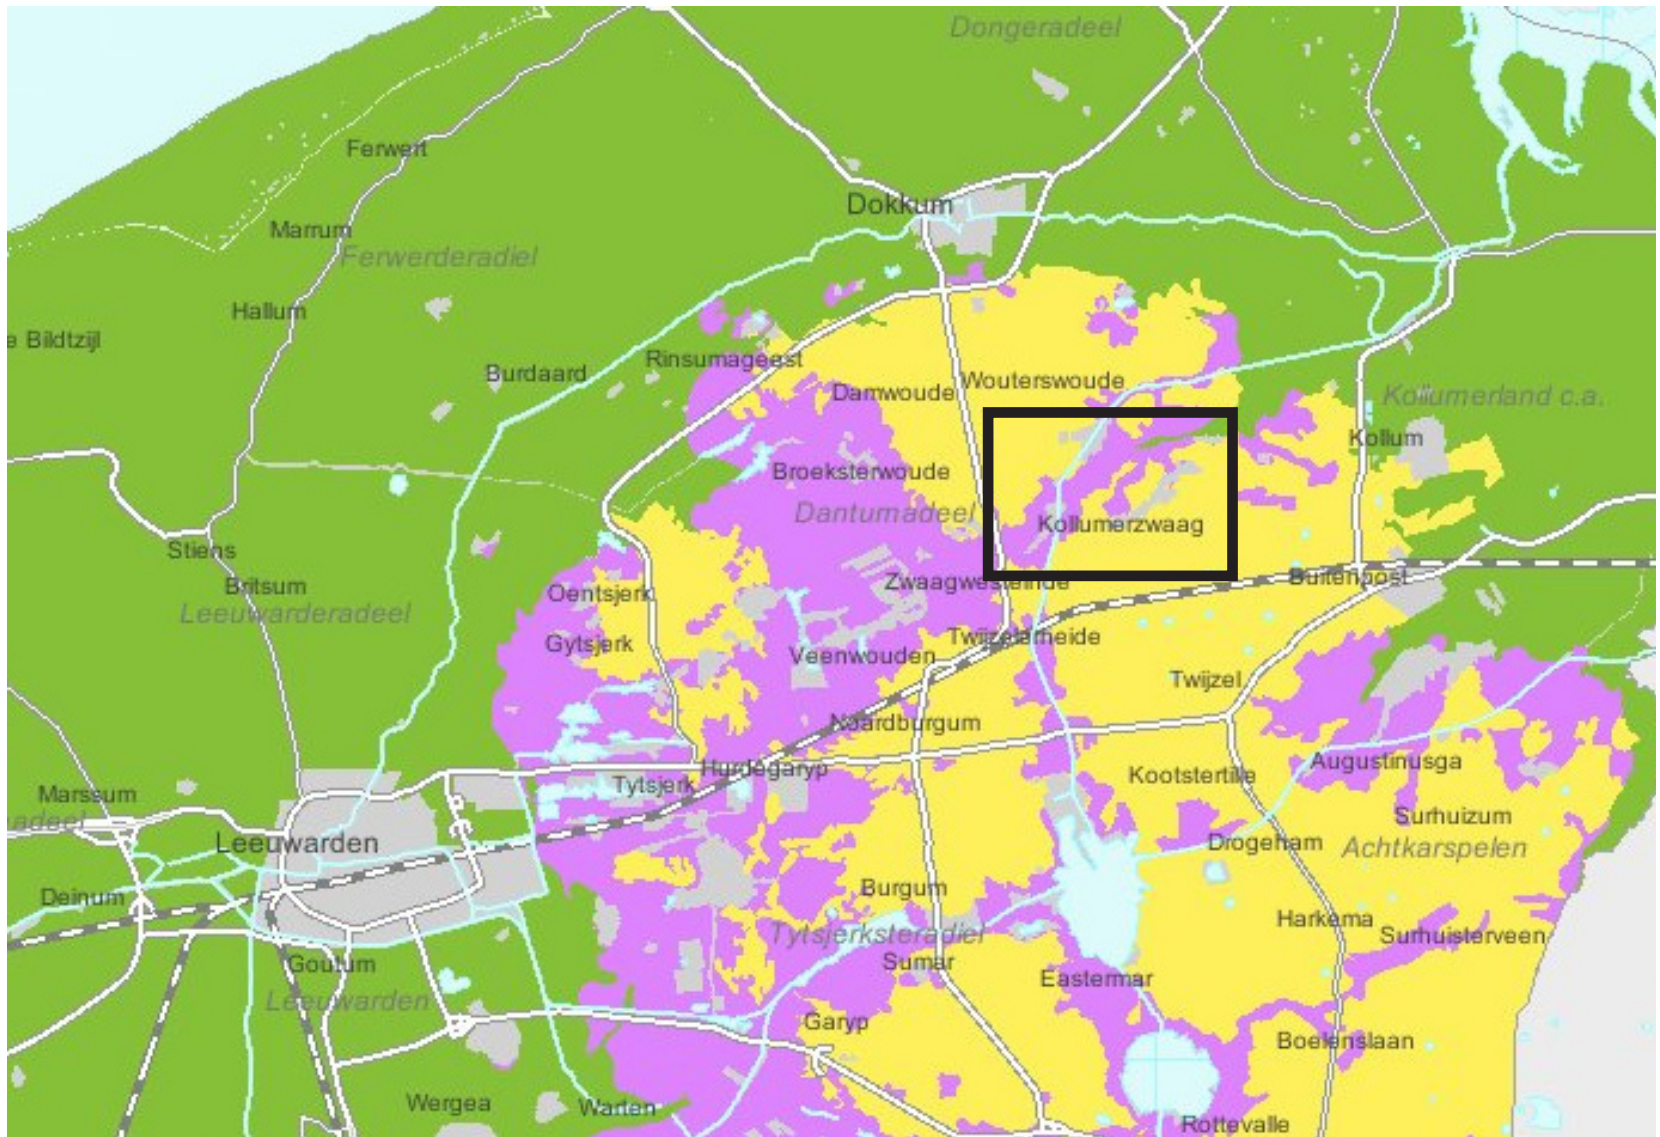 Dongeradeel
Ferwert
Dokkum
Marrum
Ferwerderadiel
Hallum
e Bildtzijl
Rinsumageest
Burdaard
Wouterswoude
Damwoude
Kollumerland c.a.
Kollum
Broeksterwoude
Dantumadeel
Kollumerzwaag
Stiens
Britsum
Zwaagwesteinde
Buitenpost
Oentsjerk
Leeuwarderadeel
Gytsjerk
Twijzelerheide
Veenwouden
Twijzel
Noardburgum
Hurdegaryp
Augustinusga
Kootstertille
Tytsjerk
Marssum
Surhuizum
adeel
Leeuwarden
Drogeham
Achtkarspelen
Burgum
Deinum
Harkema
Tytsjerksteradiel
Surhuisterveen
Goutum
Sumar
Eastermar
Leeuwarden
Garyp
Boelenslaan
Wergea
Warten
Rottevalle